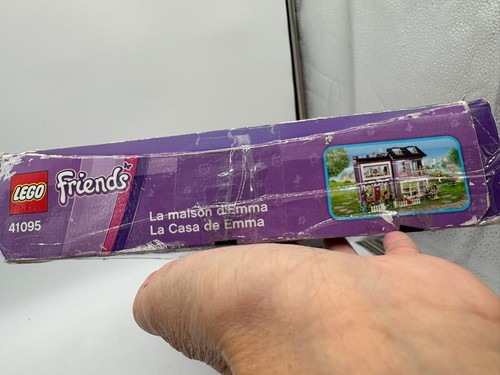 LEGO
friends
41095
La maison d'Emma
La Casa de Emma